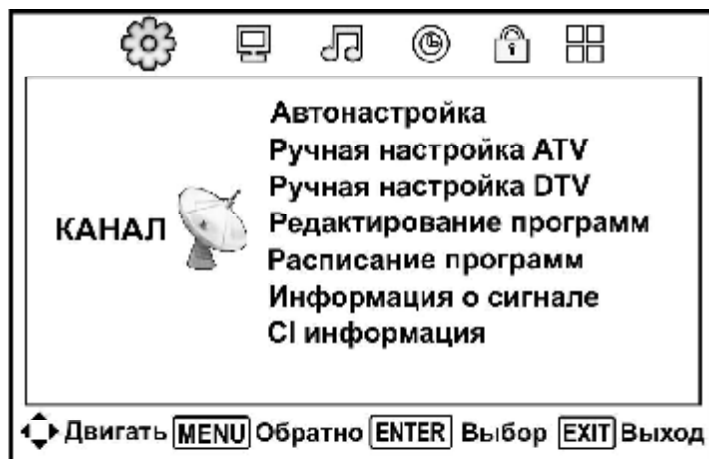 Автонастройка
Ручная настройка ATV
Ручная настройка DTV
КАНАЛ
Редактирование программ
Расписание программ
Информация о сигнале
CI информация
Двигать MENU Обратно ENTER Выбор EXIT Выход